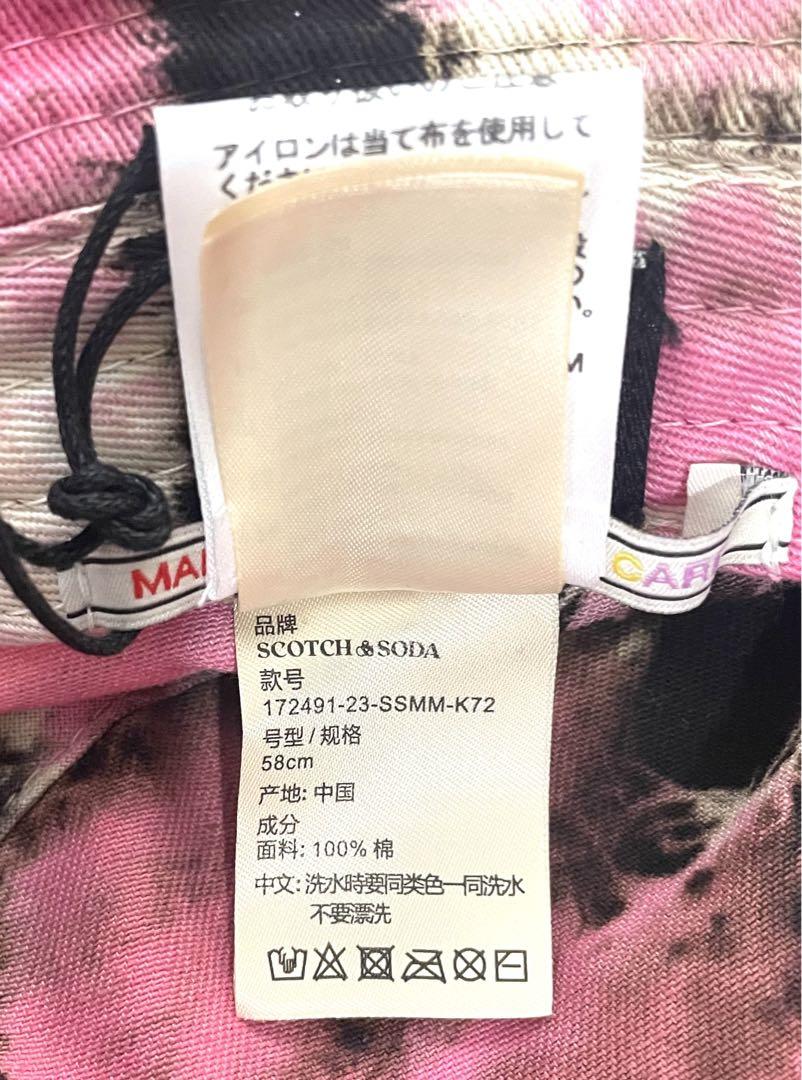 アイロンは当て布を使用して
くださ
M
MA
CAR
品牌
SCOTCH & SODA
款号
172491-23-SSMM-K72
号型/规格
58cm
产地: 中国
成分
面料: 100% 棉
中文: 洗水時要同类色一同洗水
不要漂洗